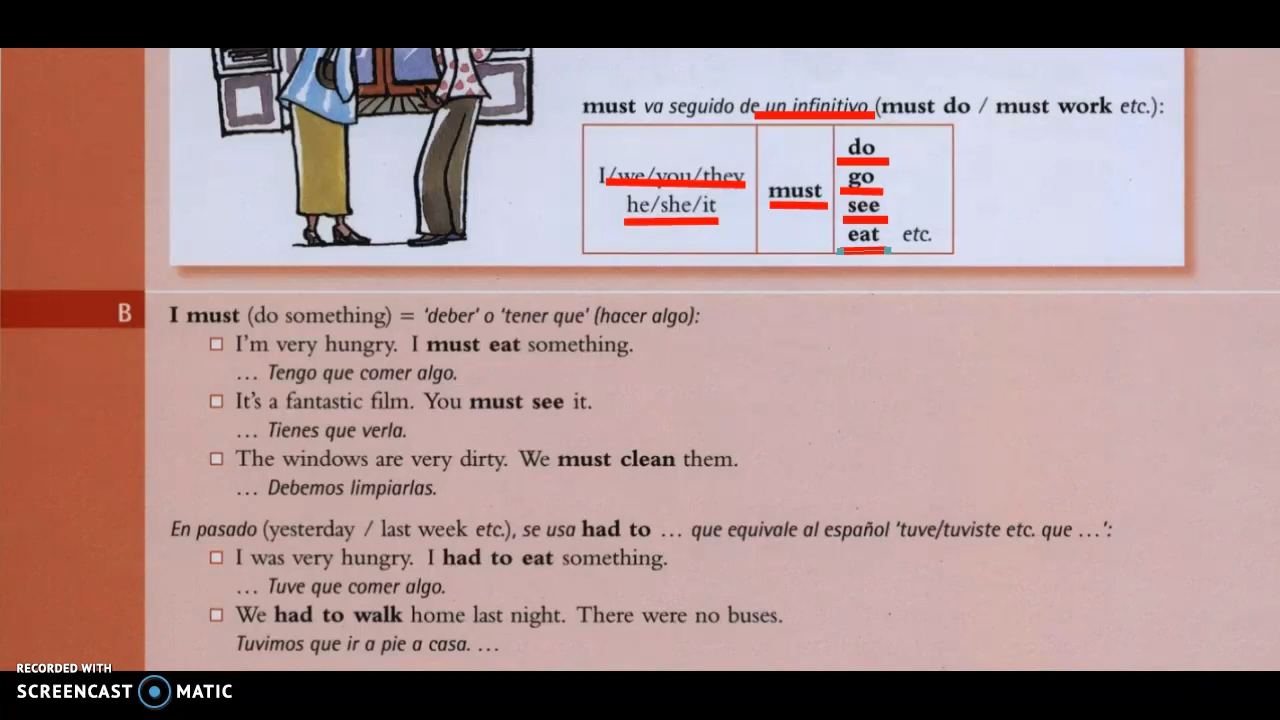 must va seguido de un infinitivo (must do / must work etc.):
I/we/you/they
he/she/it
must
do
go
see
eat etc.
B
I must (do something) = 'deber' o 'tener que' (hacer algo):
I'm very hungry. I must eat something.
… Tengo que comer algo.
It's a fantastic film. You must see it.
… Tienes que verla.
The windows are very dirty. We must clean them.
… Debemos limpiarlas.
En pasado (yesterday / last week etc.), se usa had to … que equivale al español 'tuve/tuviste etc. que …':
I was very hungry. I had to eat something.
… Tuve que comer algo.
We had to walk home last night. There were no buses.
Tuvimos que ir a pie a casa. …
RECORDED WITH
SCREENCAST MATIC